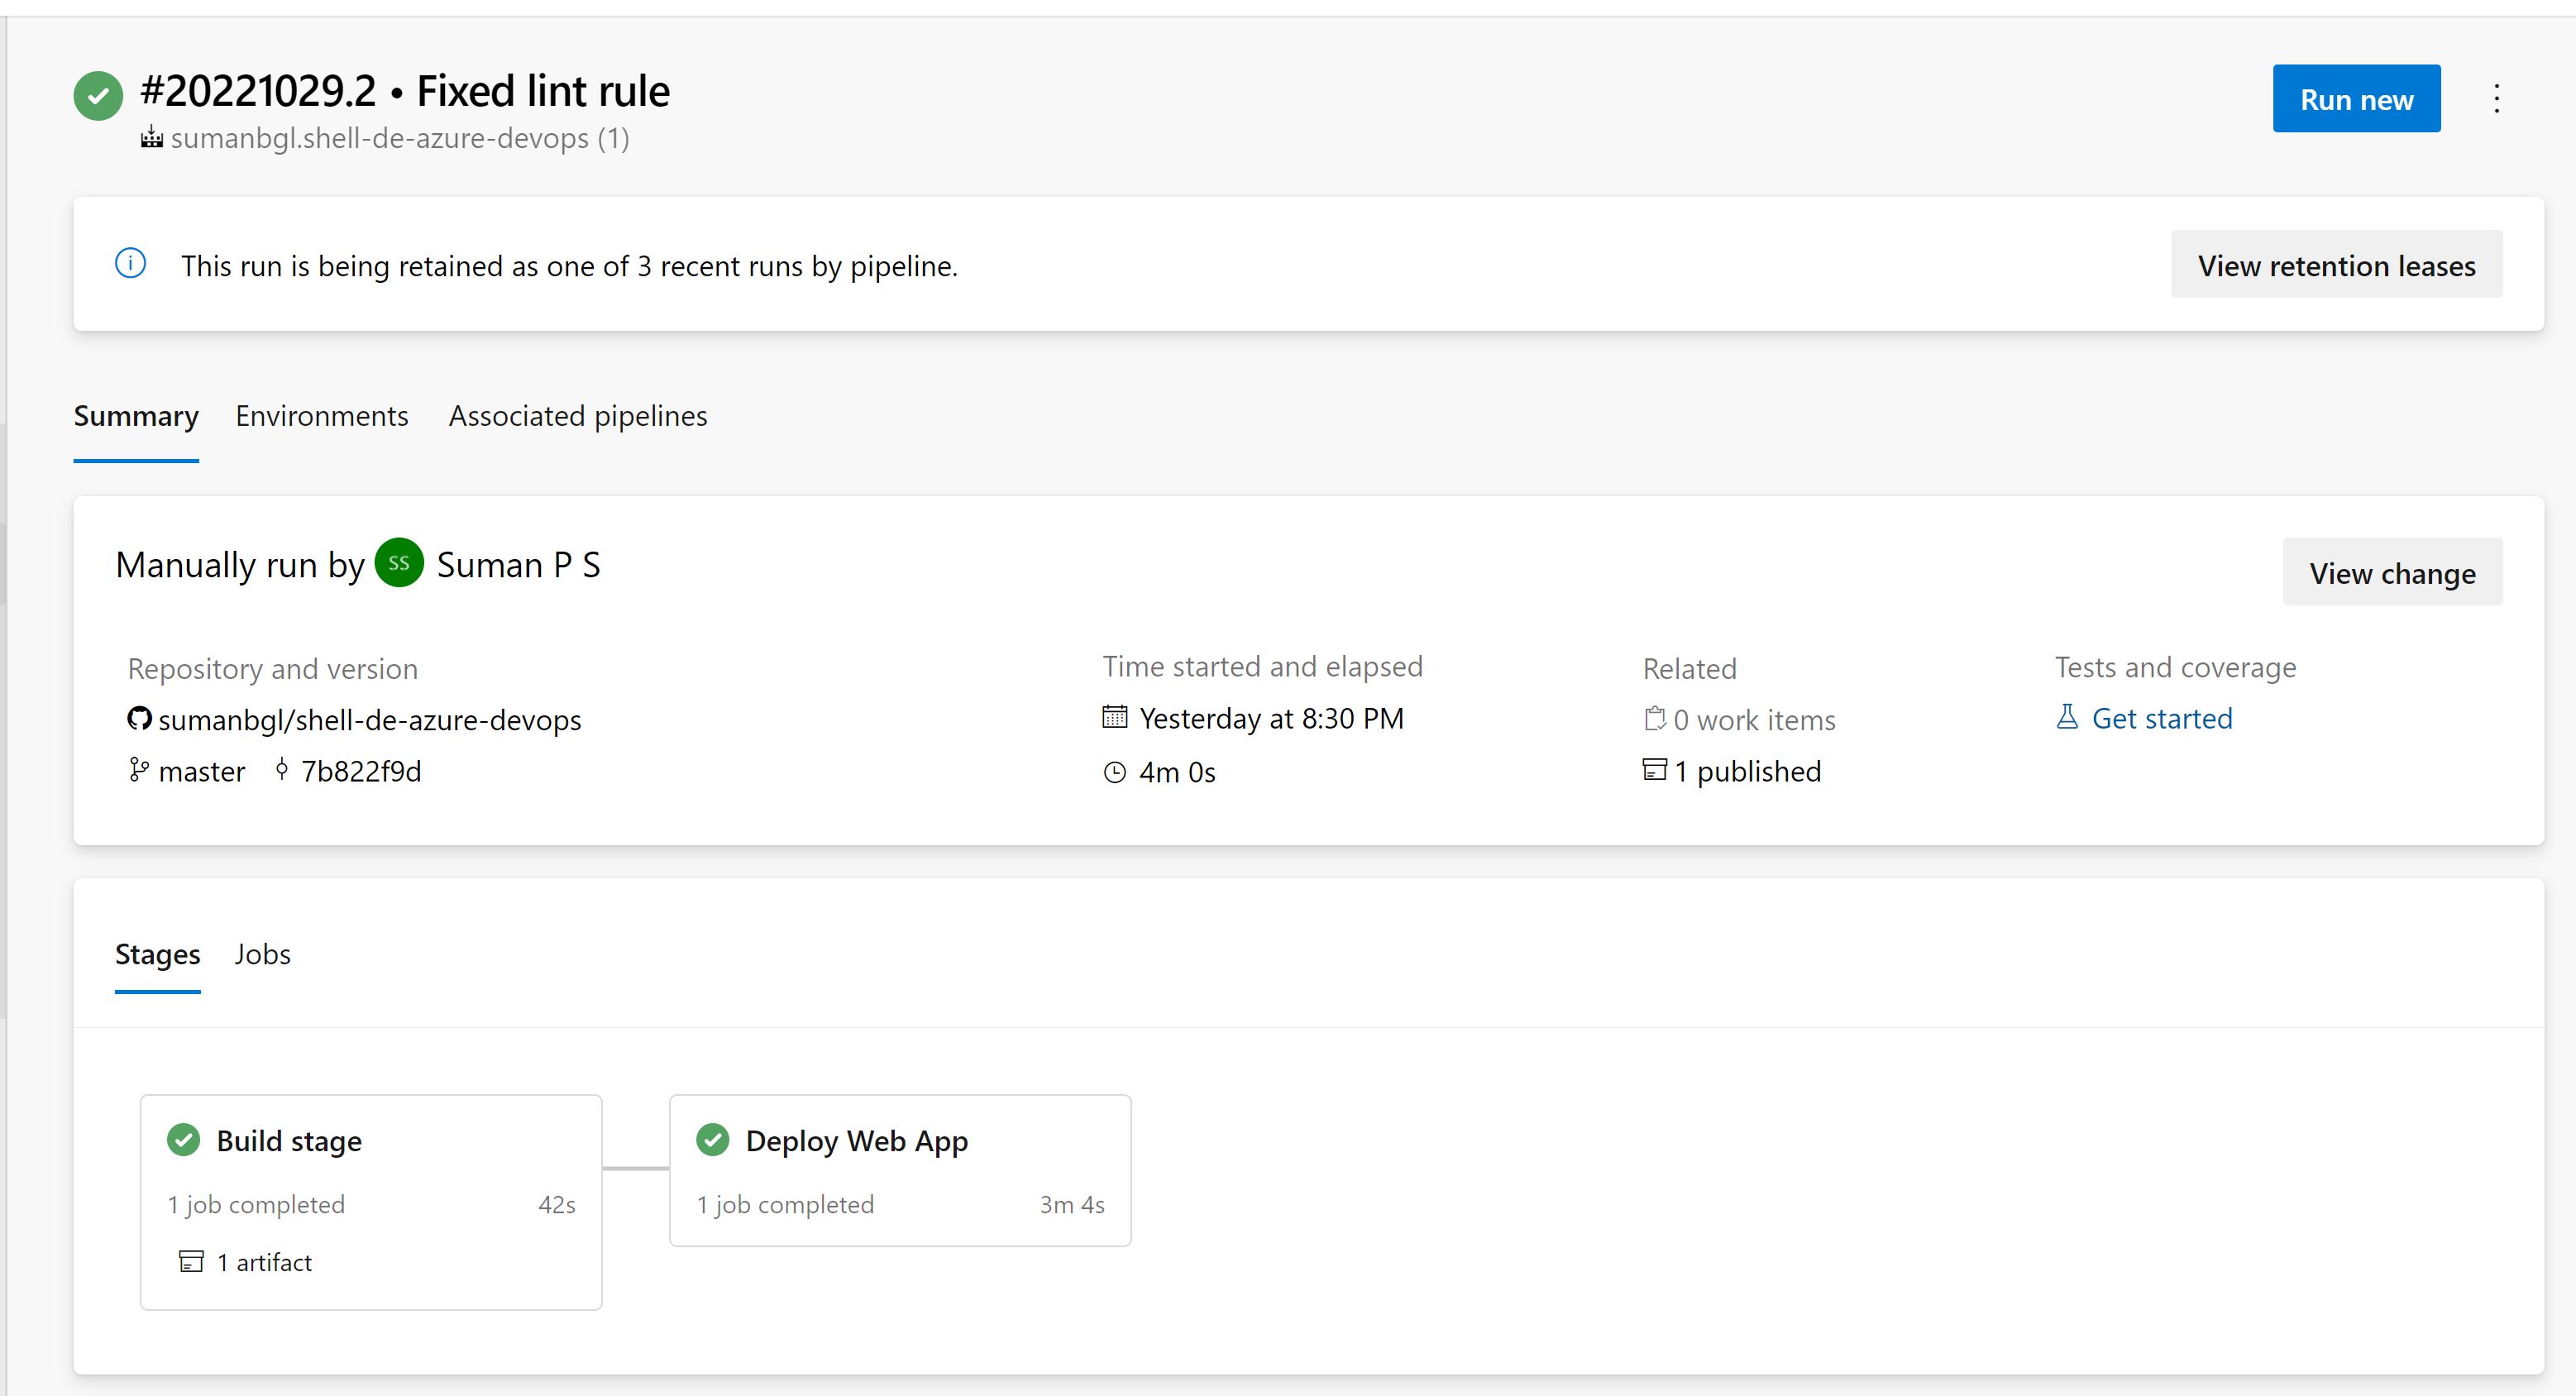 #20221029.2 • Fixed lint rule
sumanbgl.shell-de-azure-devops (1)
Run new
This run is being retained as one of 3 recent runs by pipeline.
View retention leases
Summary Environments Associated pipelines
Manually run by SS Suman P S
View change
Repository and version
sumanbgl/shell-de-azure-devops
master 7b822f9d
Time started and elapsed
Yesterday at 8:30 PM
4m 0s
Related
0 work items
1 published
Tests and coverage
Get started
Stages Jobs
Build stage
1 job completed 42s
1 artifact
Deploy Web App
1 job completed 3m 4s